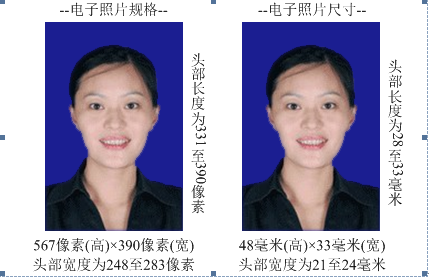 --电子照片规格--
头部长度为331至390像素
567像素(高)×390像素(宽)
头部宽度为248至283像素
--电子照片尺寸--
头部长度为28至33毫米
48毫米(高)×33毫米(宽)
头部宽度为21至24毫米